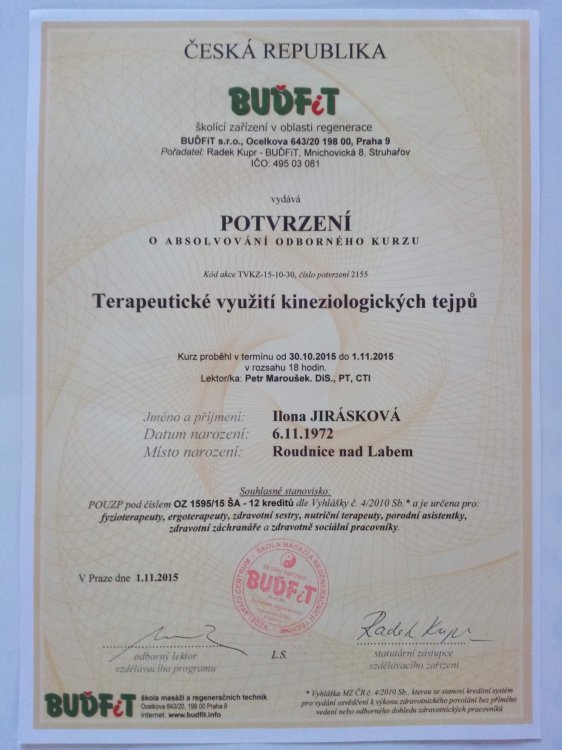 ČESKÁ REPUBLIKA
BUĎFiT
školící zařízení v oblasti regenerace
BUĎFiT s.r.o., Ocelkova 643/20 198 00, Praha 9
Pořadatel: Radek Kupr - BUĎFiT, Mnichovická 8, Struhařov
IČO: 495 03 081
vydává
POTVRZENÍ
O ABSOLVOVÁNÍ ODBORNÉHO KURZU
Kód akce TVKZ-15-10-30, číslo potvrzení 2155
Terapeutické využití kineziologických tejpů
Kurz proběhl v termínu od 30.10.2015 do 1.11.2015
v rozsahu 18 hodin.
Lektor/ka: Petr Maroušek. DiS., PT, CTI
Jméno a příjmení: Ilona JIRÁSKOVÁ
Datum narození: 6.11.1972
Místo narození: Roudnice nad Labem
Souhlasné stanovisko:
POUZP pod číslem OZ 1595/15 ŠA - 12 kreditů dle Vyhlášky č. 4/2010 Sb.* a je určena pro:
fyzioterapeuty, ergoterapeuty, zdravotní sestry, nutriční terapeuty, porodní asistentky,
zdravotní záchranáře a zdravotně sociální pracovníky.
V Praze dne 1.11.2015
ŠKOLA MASÁŽÍ A REGENERAČNÍCH TECHNIK
školící zařízení
BUĎFiT
Radek Kupr
odborný lektor
vzdělávacího programu
L.S.
statutární zástupce
vzdělávacího zařízení
BUĎFiT
škola masáží a regeneračních technik
Ocelkova 643/20, 198 00 Praha 9
internet: www.budfit.info
* Vyhláška MZ ČR č. 4/2010 Sb., kterou se stanoví kreditní systém
pro vydání osvědčení k výkonu zdravotnického povolání bez přímého
vedení nebo odborného dohledu zdravotnických pracovníků